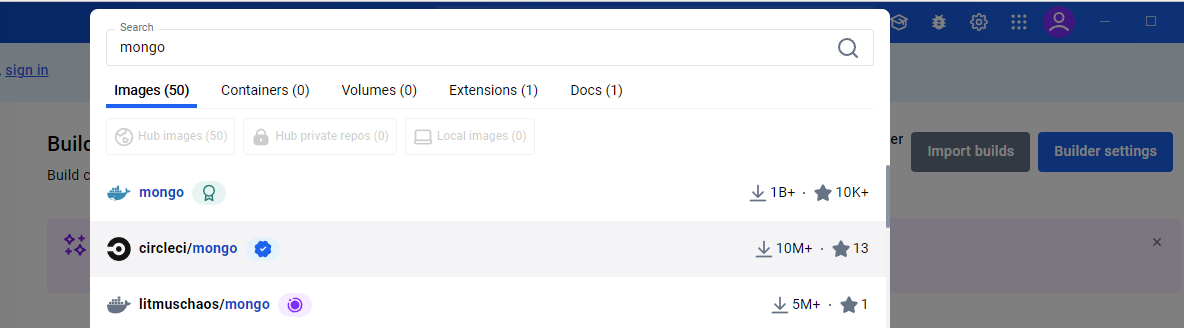 Search
mongo
, sign in
Images (50) Containers (0) Volumes (0) Extensions (1) Docs (1)
Hub images (50) Hub private repos (0) Local images (0)
Build
er
Import builds Builder settings
Build c
mongo 1B+ · 10K+
circleci/mongo 10M+ · 13
litmuschaos/mongo 5M+ · 1